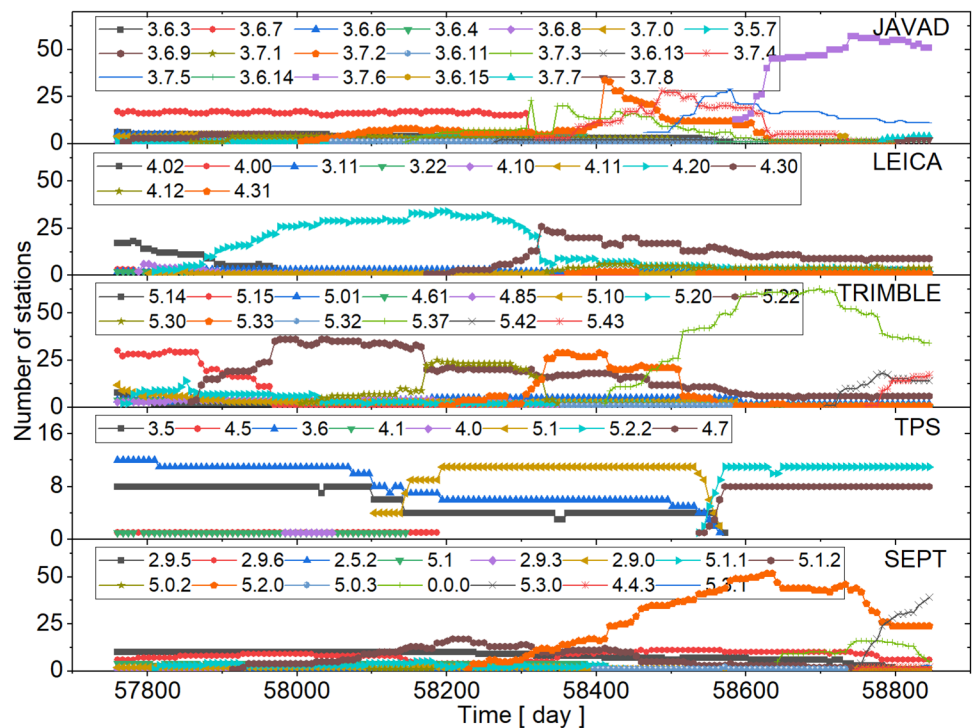 JAVAD
3.6.3 3.6.7 3.6.6 3.6.4 3.6.8 3.7.0 3.5.7
3.6.9 3.7.1 3.7.2 3.6.11 3.7.3 3.6.13 3.7.4
3.7.5 3.6.14 3.7.6 3.6.15 3.7.7 3.7.8
50
25
0
LEICA
4.02 4.00 3.11 3.22 4.10 4.11 4.20 4.30
4.12 4.31
50
25
0
TRIMBLE
5.14 5.15 5.01 4.61 4.85 5.10 5.20 5.22
5.30 5.33 5.32 5.37 5.42 5.43
50
25
0
Number of stations
TPS
3.5 4.5 3.6 4.1 4.0 5.1 5.2.2 4.7
16
8
0
SEPT
2.9.5 2.9.6 2.5.2 5.1 2.9.3 2.9.0 5.1.1 5.1.2
5.0.2 5.2.0 5.0.3 0.0.0 5.3.0 4.4.3 5.3.1
50
25
0
57800 58000 58200 58400 58600 58800
Time [ day ]